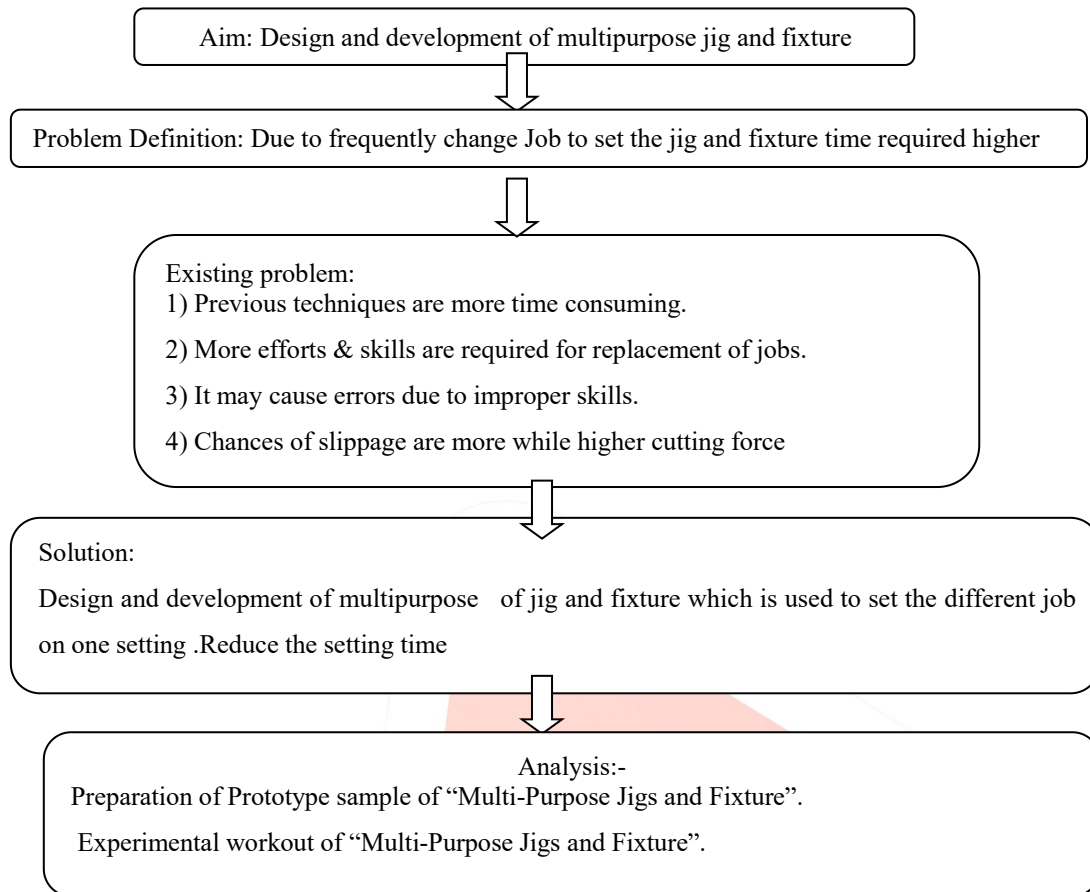 Aim: Design and development of multipurpose jig and fixture
Problem Definition: Due to frequently change Job to set the jig and fixture time required higher
Existing problem:
1) Previous techniques are more time consuming.
2) More efforts & skills are required for replacement of jobs.
3) It may cause errors due to improper skills.
4) Chances of slippage are more while higher cutting force
Solution:
Design and development of multipurpose of jig and fixture which is used to set the different job
on one setting .Reduce the setting time
Analysis:-
Preparation of Prototype sample of “Multi-Purpose Jigs and Fixture”.
Experimental workout of “Multi-Purpose Jigs and Fixture”.